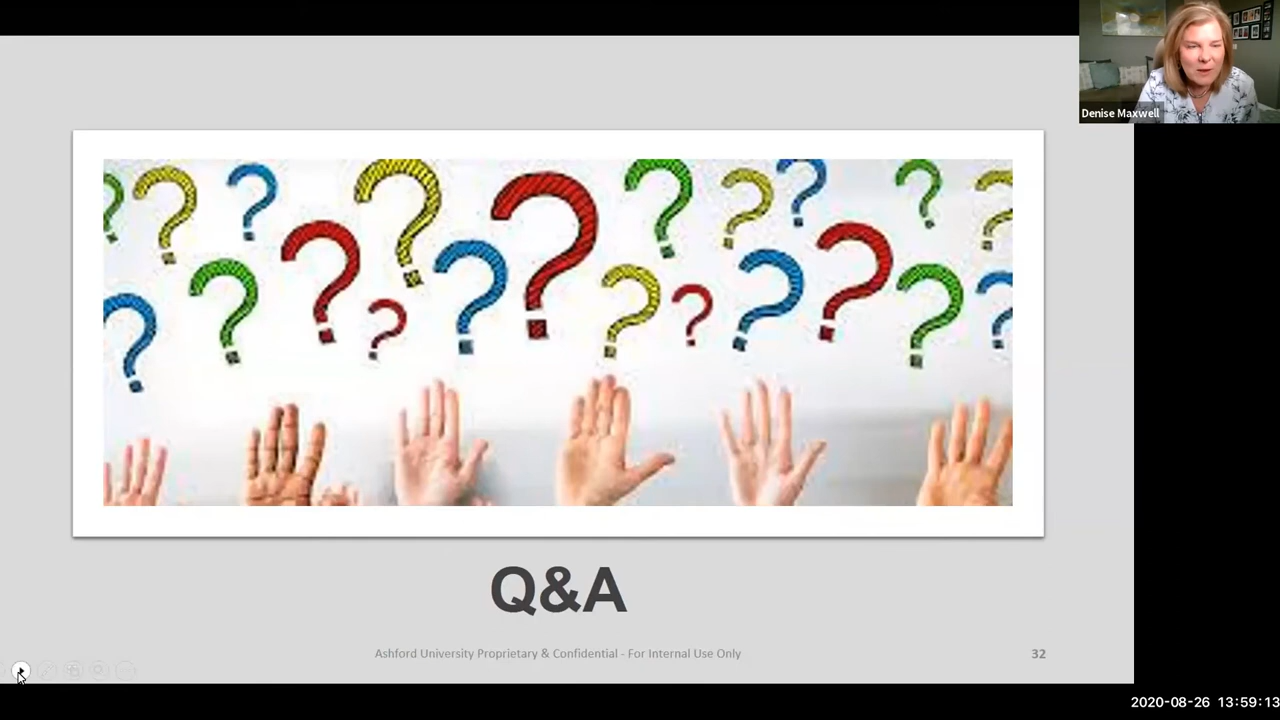 Denise Maxwell
Q&A
Ashford University Proprietary & Confidential - For Internal Use Only
32
2020-08-26 13:59:13